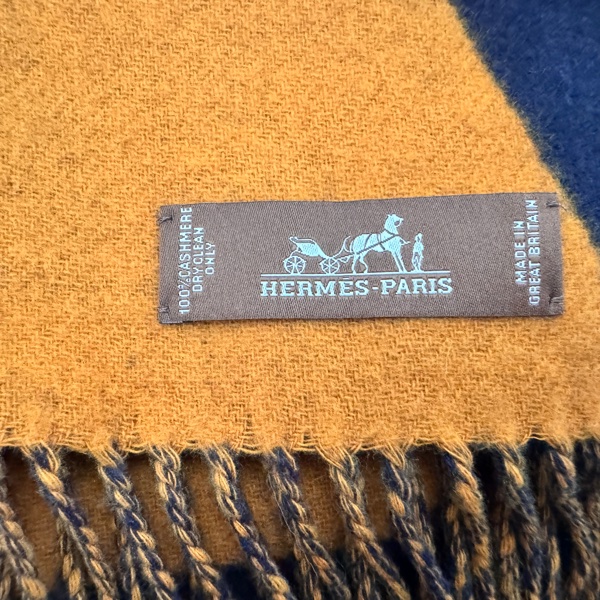 100% CASHMERE
DRY CLEAN
ONLY
HERMES-PARIS
MADE IN
GREAT BRITAIN